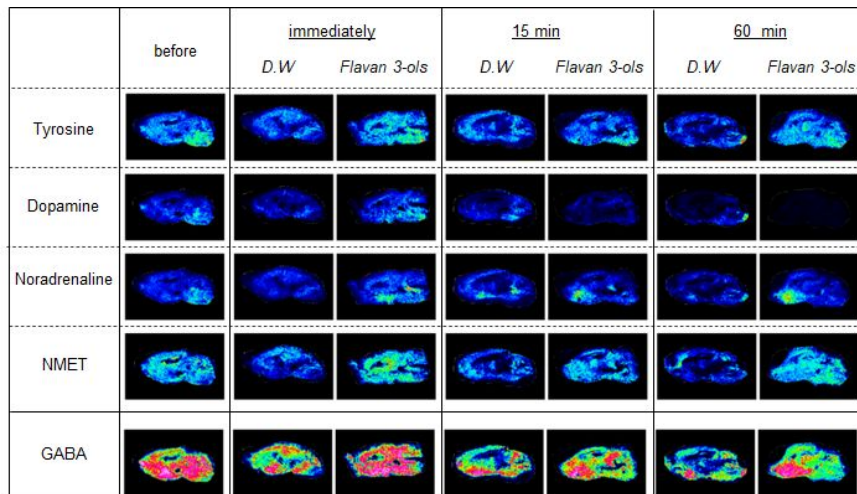 before
immediately
15 min
60 min
D.W
Flavan 3-ols
D.W
Flavan 3-ols
D.W
Flavan 3-ols
Tyrosine
Dopamine
Noradrenaline
NMET
GABA